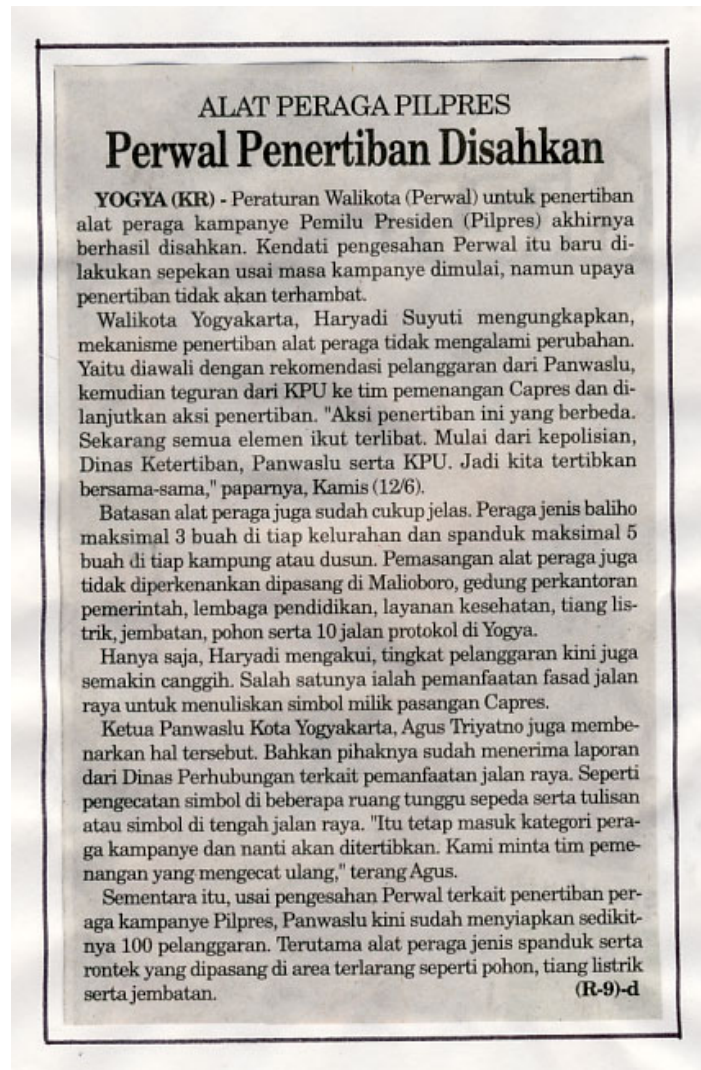 ALAT PERAGA PILPRES
Perwal Penertiban Disahkan
YOGYA (KR) - Peraturan Walikota (Perwal) untuk penertiban
alat peraga kampanye Pemilu Presiden (Pilpres) akhirnya
berhasil disahkan. Kendati pengesahan Perwal itu baru di-
lakukan sepekan usai masa kampanye dimulai, namun upaya
penertiban tidak akan terhambat.
Walikota Yogyakarta, Haryadi Suyuti mengungkapkan,
mekanisme penertiban alat peraga tidak mengalami perubahan.
Yaitu diawali dengan rekomendasi pelanggaran dari Panwaslu,
kemudian teguran dari KPU ke tim pemenangan Capres dan di-
lanjutkan aksi penertiban. "Aksi penertiban ini yang berbeda.
Sekarang semua elemen ikut terlibat. Mulai dari kepolisian,
Dinas Ketertiban, Panwaslu serta KPU. Jadi kita tertibkan
bersama-sama," paparnya, Kamis (12/6).
Batasan alat peraga juga sudah cukup jelas. Peraga jenis baliho
maksimal 3 buah di tiap kelurahan dan spanduk maksimal 5
buah di tiap kampung atau dusun. Pemasangan alat peraga juga
tidak diperkenankan dipasang di Malioboro, gedung perkantoran
pemerintah, lembaga pendidikan, layanan kesehatan, tiang lis-
trik, jembatan, pohon serta 10 jalan protokol di Yogya.
Hanya saja, Haryadi mengakui, tingkat pelanggaran kini juga
semakin canggih. Salah satunya ialah pemanfaatan fasad jalan
raya untuk menuliskan simbol milik pasangan Capres.
Ketua Panwaslu Kota Yogyakarta, Agus Triyatno juga membe-
narkan hal tersebut. Bahkan pihaknya sudah menerima laporan
dari Dinas Perhubungan terkait pemanfaatan jalan raya. Seperti
pengecatan simbol di beberapa ruang tunggu sepeda serta tulisan
atau simbol di tengah jalan raya. "Itu tetap masuk kategori pera-
ga kampanye dan nanti akan ditertibkan. Kami minta tim peme-
nangan yang mengecat ulang," terang Agus.
Sementara itu, usai pengesahan Perwal terkait penertiban per-
aga kampanye Pilpres, Panwaslu kini sudah menyiapkan sedikit-
nya 100 pelanggaran. Terutama alat peraga jenis spanduk serta
rontek yang dipasang di area terlarang seperti pohon, tiang listrik
serta jembatan. (R-9)-d